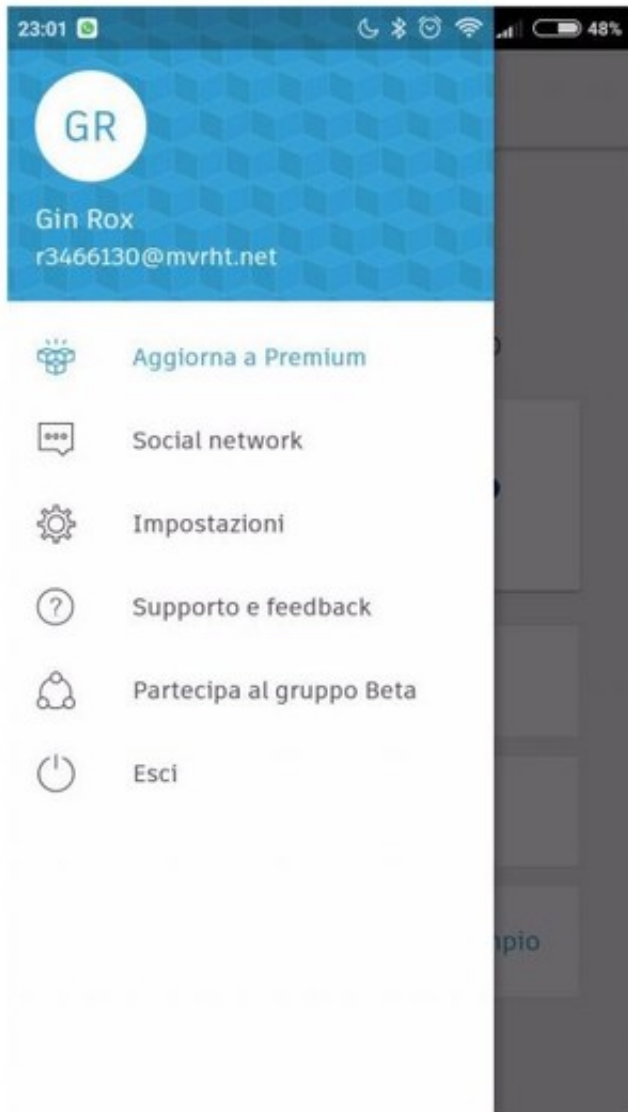 23:01 48%
GR
Gin Rox
r3466130@mvrht.net
Aggiorna a Premium
Social network
Impostazioni
Supporto e feedback
Partecipa al gruppo Beta
Esci